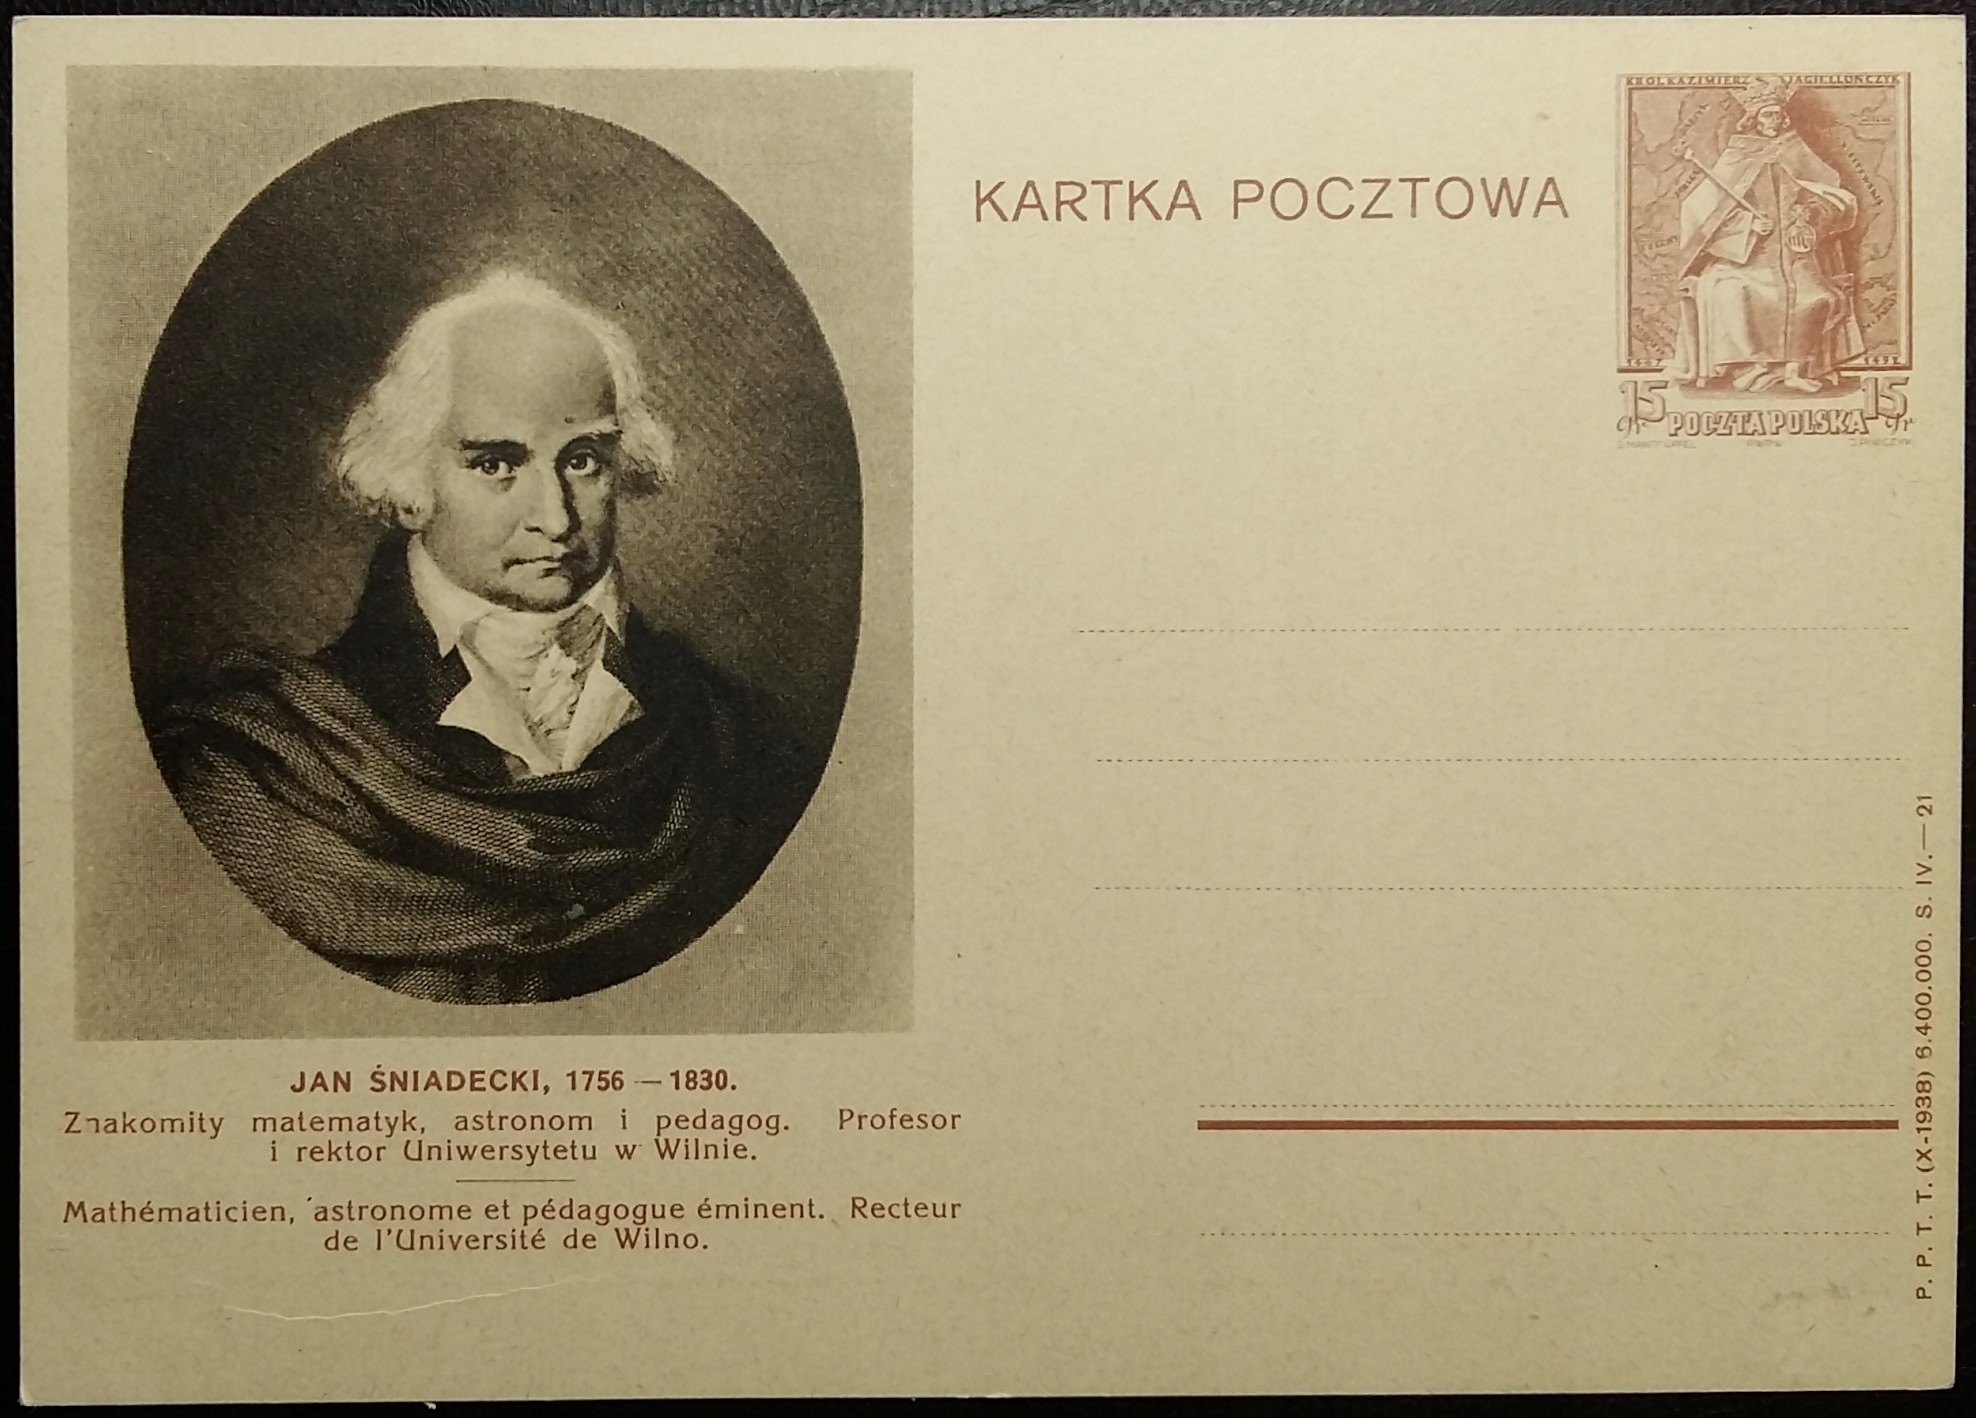 KARTKA POCZTOWA
KRÓL KAZIMIERZ JAGIELLOŃCZYK
1447 1492
15 15
gr. POCZTA POLSKA gr.
JAN ŚNIADECKI, 1756 — 1830.
Znakomity matematyk, astronom i pedagog. Profesor
i rektor Uniwersytetu w Wilnie.
Mathématicien, astronome et pédagogue éminent. Recteur
de l'Université de Wilno.
P. P. T. T. (X-1938) 6.400.000. S. IV.— 21